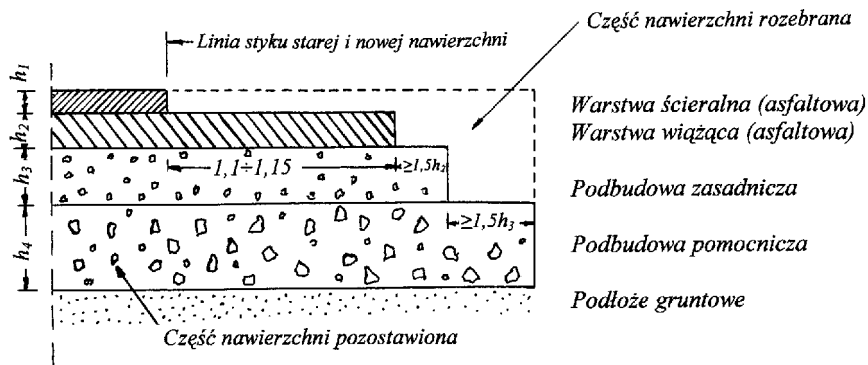 Część nawierzchni rozebrana
Linia styku starej i nowej nawierzchni
h1
Warstwa ścieralna (asfaltowa)
h2
Warstwa wiążąca (asfaltowa)
h3
1,1÷1,15
≥1,5h2
Podbudowa zasadnicza
≥1,5h3
h4
Podbudowa pomocnicza
Podłoże gruntowe
Część nawierzchni pozostawiona